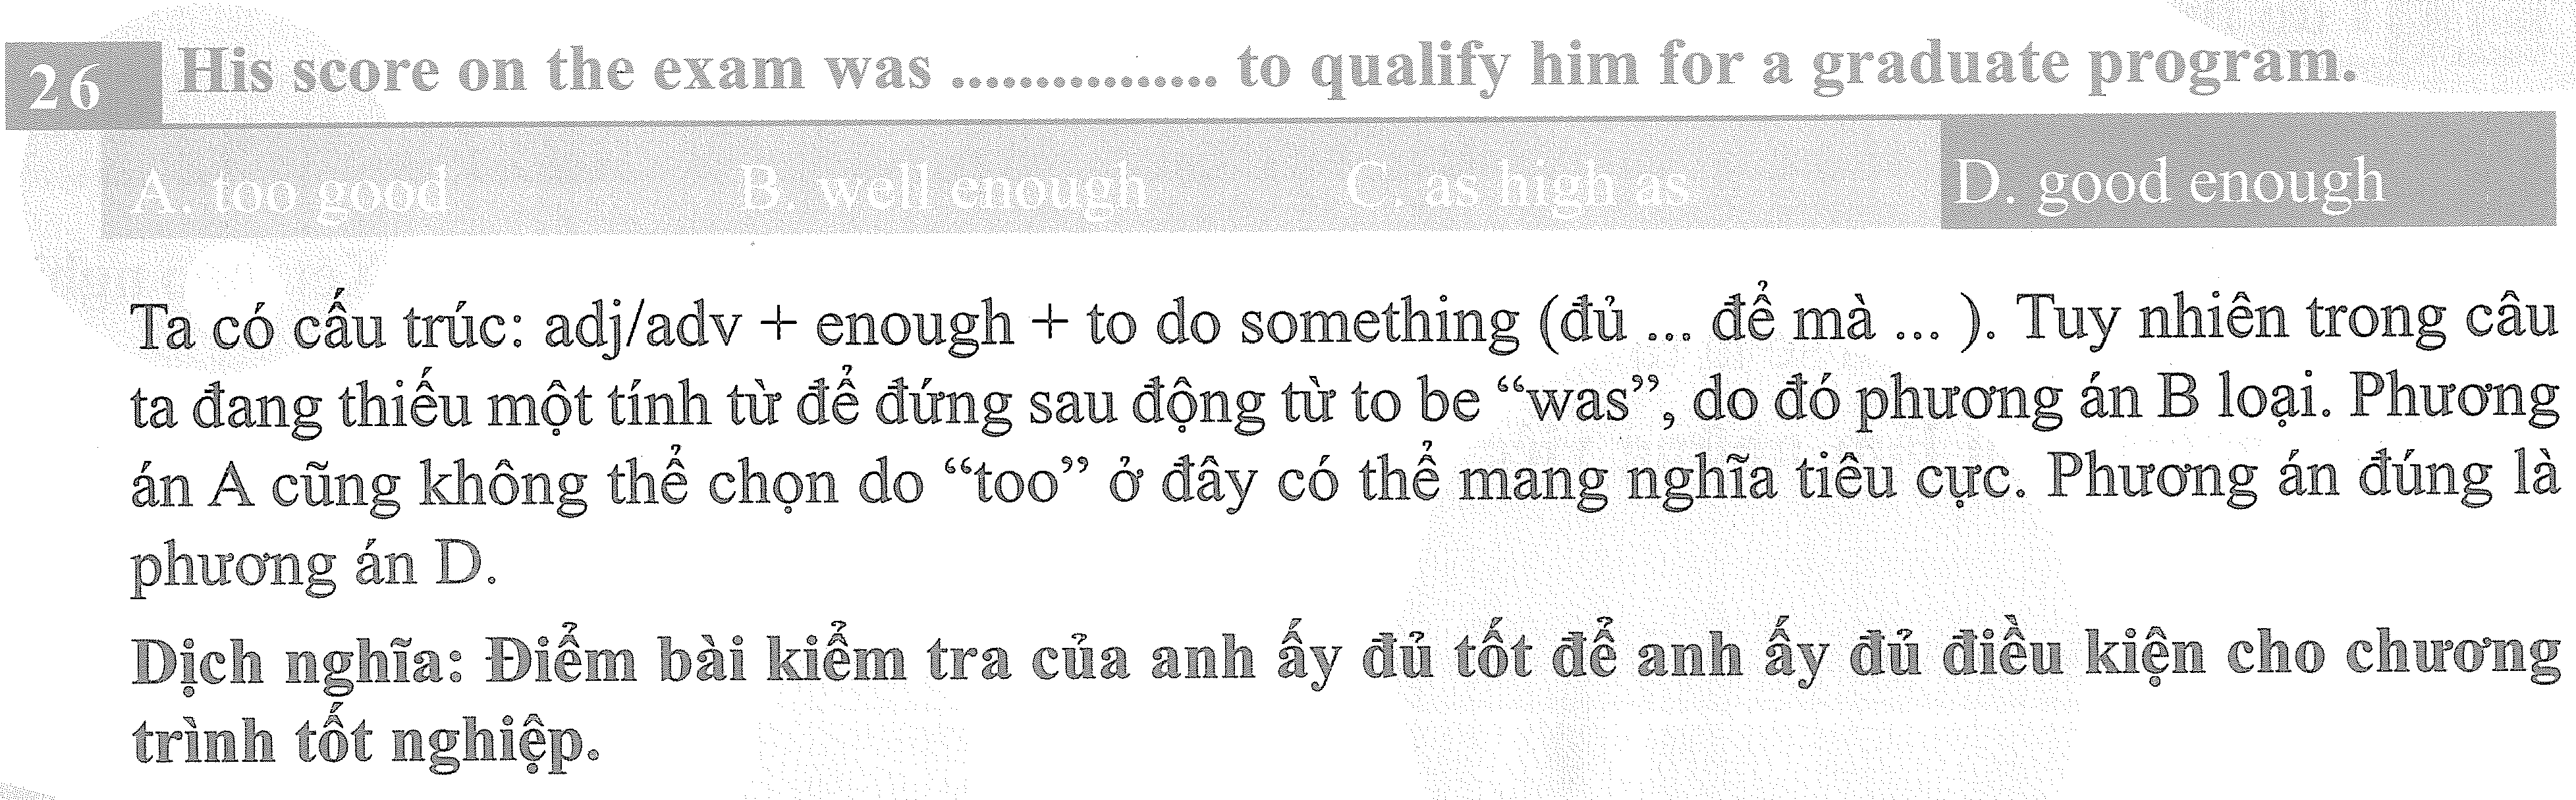 26 His score on the exam was ................ to qualify him for a graduate program.
A. too good B. well enough C. as high as D. good enough
Ta có cấu trúc: adj/adv + enough + to do something (đủ ... để mà ... ). Tuy nhiên trong câu
ta đang thiếu một tính từ để đứng sau động từ to be “was”, do đó phương án B loại. Phương
án A cũng không thể chọn do “too” ở đây có thể mang nghĩa tiêu cực. Phương án đúng là
phương án D.
Dịch nghĩa: Điểm bài kiểm tra của anh ấy đủ tốt để anh ấy đủ điều kiện cho chương
trình tốt nghiệp.